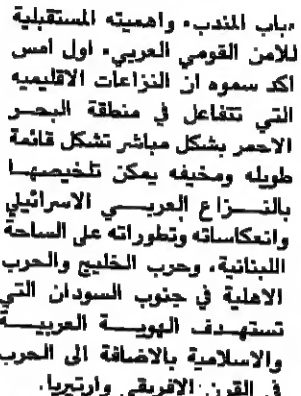 «باب المندب» واهميته المستقبلية
للامن القومي العربي» اول امس
اكد سموه ان النزاعات الاقليميه
التي تتفاعل في منطقة البحر
الاحمر بشكل مباشر تشكل قائمة
طويله ومخيفه يمكن تلخيصها
بالنزاع العربي الاسرائيلي
وانعكاساته وتطوراته على الساحة
اللبنانية، وحرب الخليج والحرب
الاهلية في جنوب السودان التي
تستهدف الهوية العربية
والاسلامية بالاضافة الى الحرب
في القرن الافريقي وارتيريا.